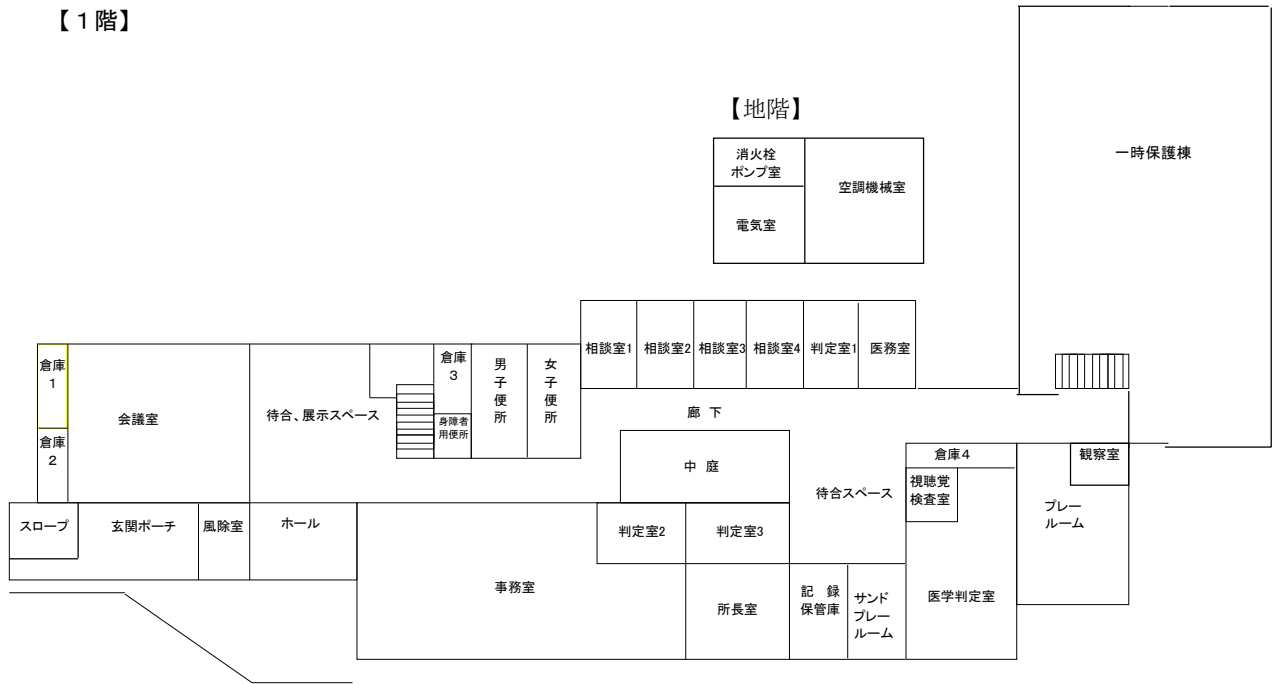 【１階】
【地階】
消火栓
ポンプ室
空調機械室
電気室
一時保護棟
相談室1
相談室2
相談室3
相談室4
判定室1
医務室
倉庫
1
倉庫
2
会議室
待合、展示スペース
倉庫
3
身障者
用便所
男子便所
女子便所
廊 下
中 庭
待合スペース
倉庫４
視聴覚
検査室
観察室
プレー
ルーム
スロープ
玄関ポーチ
風除室
ホール
判定室2
判定室3
事務室
所長室
記 録
保管庫
サンド
プレー
ルーム
医学判定室